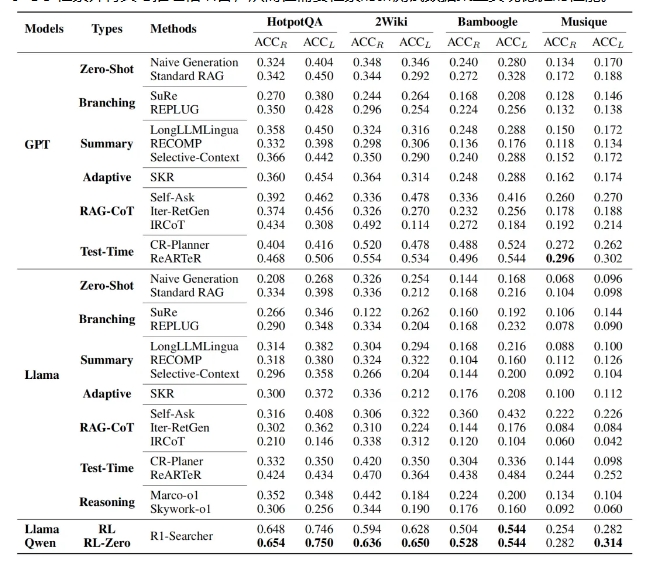 Models Types Methods HotpotQA 2Wiki Bamboogle Musique
ACC_R ACC_L ACC_R ACC_L ACC_R ACC_L ACC_R ACC_L
GPT
Zero-Shot
Naive Generation 0.324 0.404 0.348 0.346 0.240 0.280 0.134 0.170
Standard RAG 0.342 0.450 0.344 0.292 0.272 0.328 0.172 0.188
Branching
SuRe 0.270 0.380 0.244 0.264 0.168 0.208 0.128 0.146
REPLUG 0.350 0.428 0.296 0.254 0.224 0.256 0.132 0.138
Summary
LongLLMLingua 0.358 0.450 0.324 0.316 0.248 0.288 0.150 0.172
RECOMP 0.332 0.398 0.298 0.306 0.136 0.176 0.118 0.134
Selective-Context 0.366 0.442 0.350 0.290 0.240 0.288 0.152 0.172
Adaptive SKR 0.360 0.454 0.364 0.314 0.248 0.288 0.162 0.174
RAG-CoT
Self-Ask 0.392 0.462 0.336 0.478 0.336 0.416 0.260 0.270
Iter-RetGen 0.374 0.456 0.326 0.270 0.232 0.256 0.178 0.188
IRCoT 0.434 0.308 0.492 0.114 0.272 0.184 0.192 0.214
Test-Time
CR-Planner 0.404 0.416 0.520 0.478 0.488 0.524 0.272 0.262
ReARTeR 0.468 0.506 0.554 0.534 0.496 0.544 0.296 0.302
Llama
Zero-Shot
Naive Generation 0.208 0.268 0.326 0.254 0.144 0.168 0.068 0.096
Standard RAG 0.334 0.398 0.336 0.212 0.168 0.216 0.104 0.098
Branching
SuRe 0.266 0.346 0.122 0.262 0.160 0.192 0.106 0.144
REPLUG 0.290 0.348 0.334 0.204 0.168 0.232 0.078 0.090
Summary
LongLLMLingua 0.314 0.382 0.304 0.294 0.168 0.216 0.088 0.100
RECOMP 0.318 0.380 0.324 0.322 0.104 0.160 0.112 0.126
Selective-Context 0.296 0.358 0.266 0.204 0.144 0.200 0.092 0.104
Adaptive SKR 0.300 0.372 0.336 0.212 0.176 0.208 0.100 0.112
RAG-CoT
Self-Ask 0.316 0.408 0.306 0.322 0.360 0.432 0.222 0.226
Iter-RetGen 0.302 0.362 0.310 0.224 0.144 0.176 0.084 0.084
IRCoT 0.210 0.146 0.338 0.312 0.120 0.104 0.060 0.042
Test-Time
CR-Planer 0.332 0.350 0.420 0.350 0.304 0.336 0.144 0.098
ReARTeR 0.424 0.434 0.470 0.364 0.438 0.484 0.244 0.252
Reasoning
Marco-o1 0.352 0.348 0.442 0.184 0.224 0.200 0.134 0.104
Skywork-o1 0.306 0.256 0.344 0.190 0.176 0.160 0.092 0.060
Llama RL R1-Searcher 0.648 0.746 0.594 0.628 0.504 0.544 0.254 0.282
Qwen RL-Zero 0.654 0.750 0.636 0.650 0.528 0.544 0.282 0.314